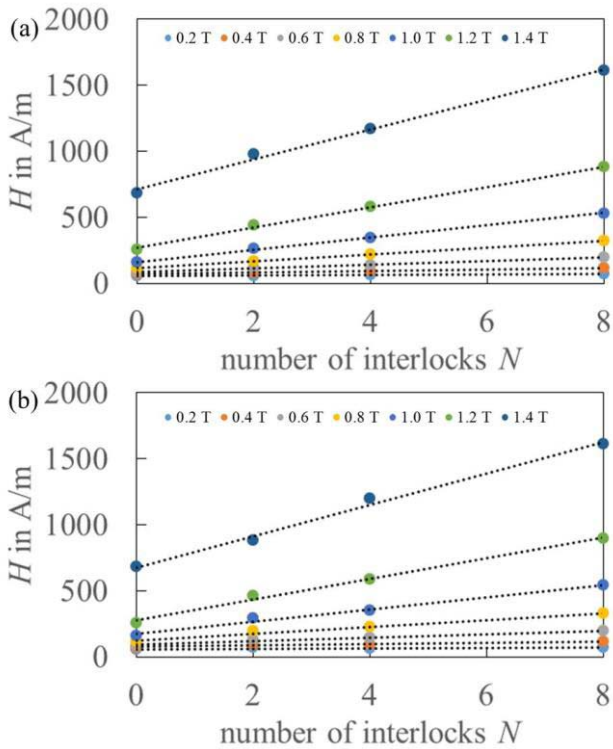 (a)
2000
0.2 T 0.4 T 0.6 T 0.8 T 1.0 T 1.2 T 1.4 T
1500
1000
500
0
H in A/m
0 2 4 6 8
number of interlocks N
(b)
2000
0.2 T 0.4 T 0.6 T 0.8 T 1.0 T 1.2 T 1.4 T
1500
1000
500
0
H in A/m
0 2 4 6 8
number of interlocks N